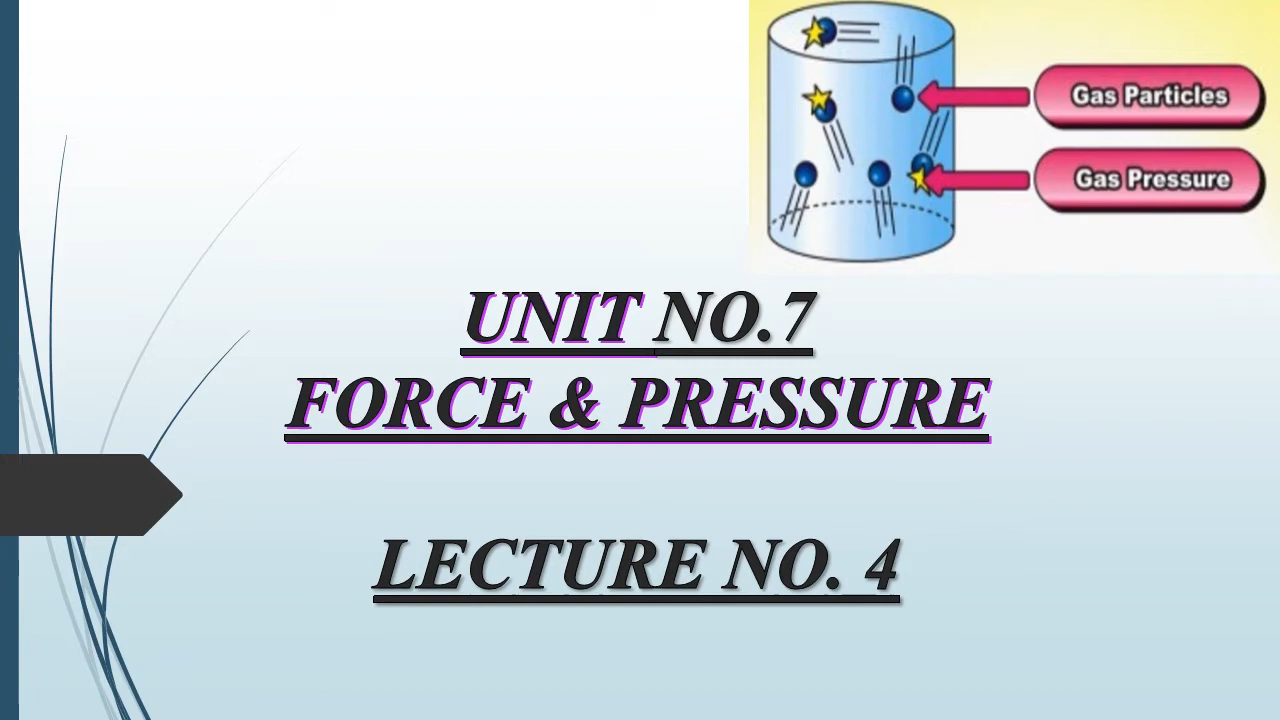 Gas Particles
Gas Pressure
UNIT NO.7
FORCE & PRESSURE
LECTURE NO. 4